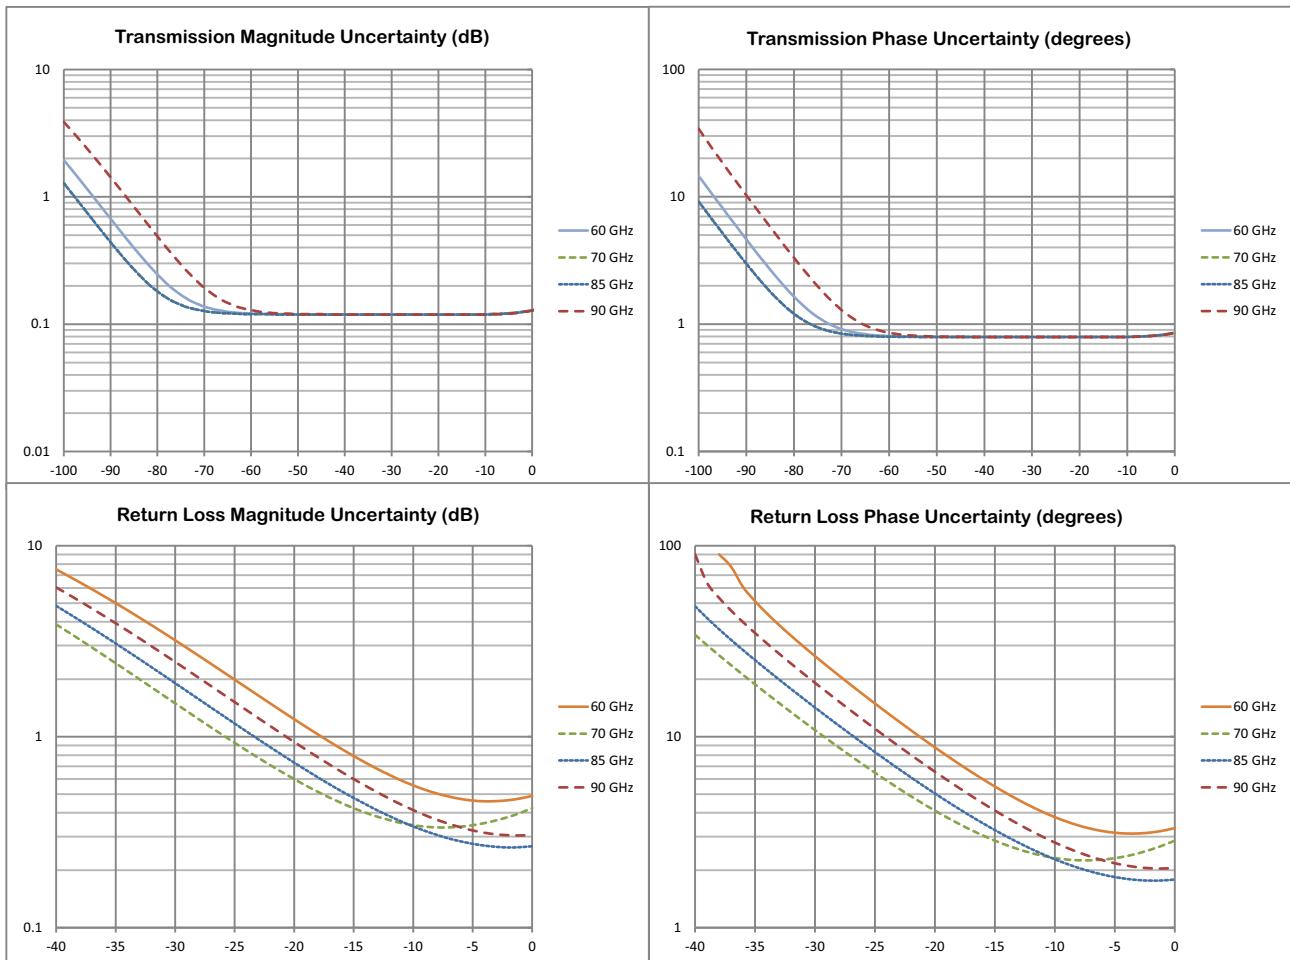 Transmission Magnitude Uncertainty (dB)
10
1
0.1
0.01
-100 -90 -80 -70 -60 -50 -40 -30 -20 -10 0
60 GHz
70 GHz
85 GHz
90 GHz
Transmission Phase Uncertainty (degrees)
100
10
1
0.1
-100 -90 -80 -70 -60 -50 -40 -30 -20 -10 0
60 GHz
70 GHz
85 GHz
90 GHz
Return Loss Magnitude Uncertainty (dB)
10
1
0.1
-40 -35 -30 -25 -20 -15 -10 -5 0
60 GHz
70 GHz
85 GHz
90 GHz
Return Loss Phase Uncertainty (degrees)
100
10
1
-40 -35 -30 -25 -20 -15 -10 -5 0
60 GHz
70 GHz
85 GHz
90 GHz